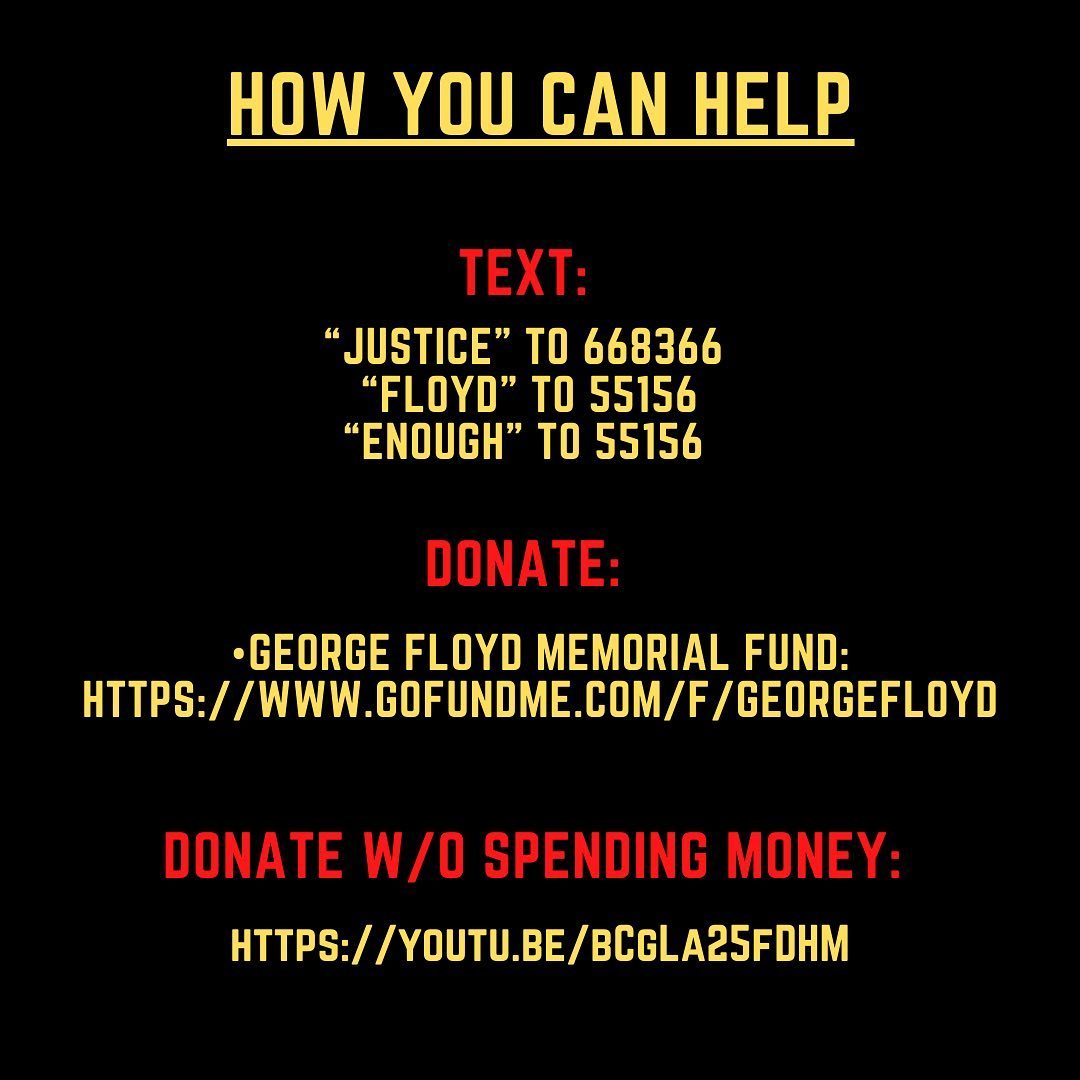 HOW YOU CAN HELP
TEXT:
“JUSTICE” TO 668366
“FLOYD” TO 55156
“ENOUGH” TO 55156
DONATE:
•GEORGE FLOYD MEMORIAL FUND:
HTTPS://WWW.GOFUNDME.COM/F/GEORGEFLOYD
DONATE W/O SPENDING MONEY:
https://youtu.be/bCgLa25fDHM